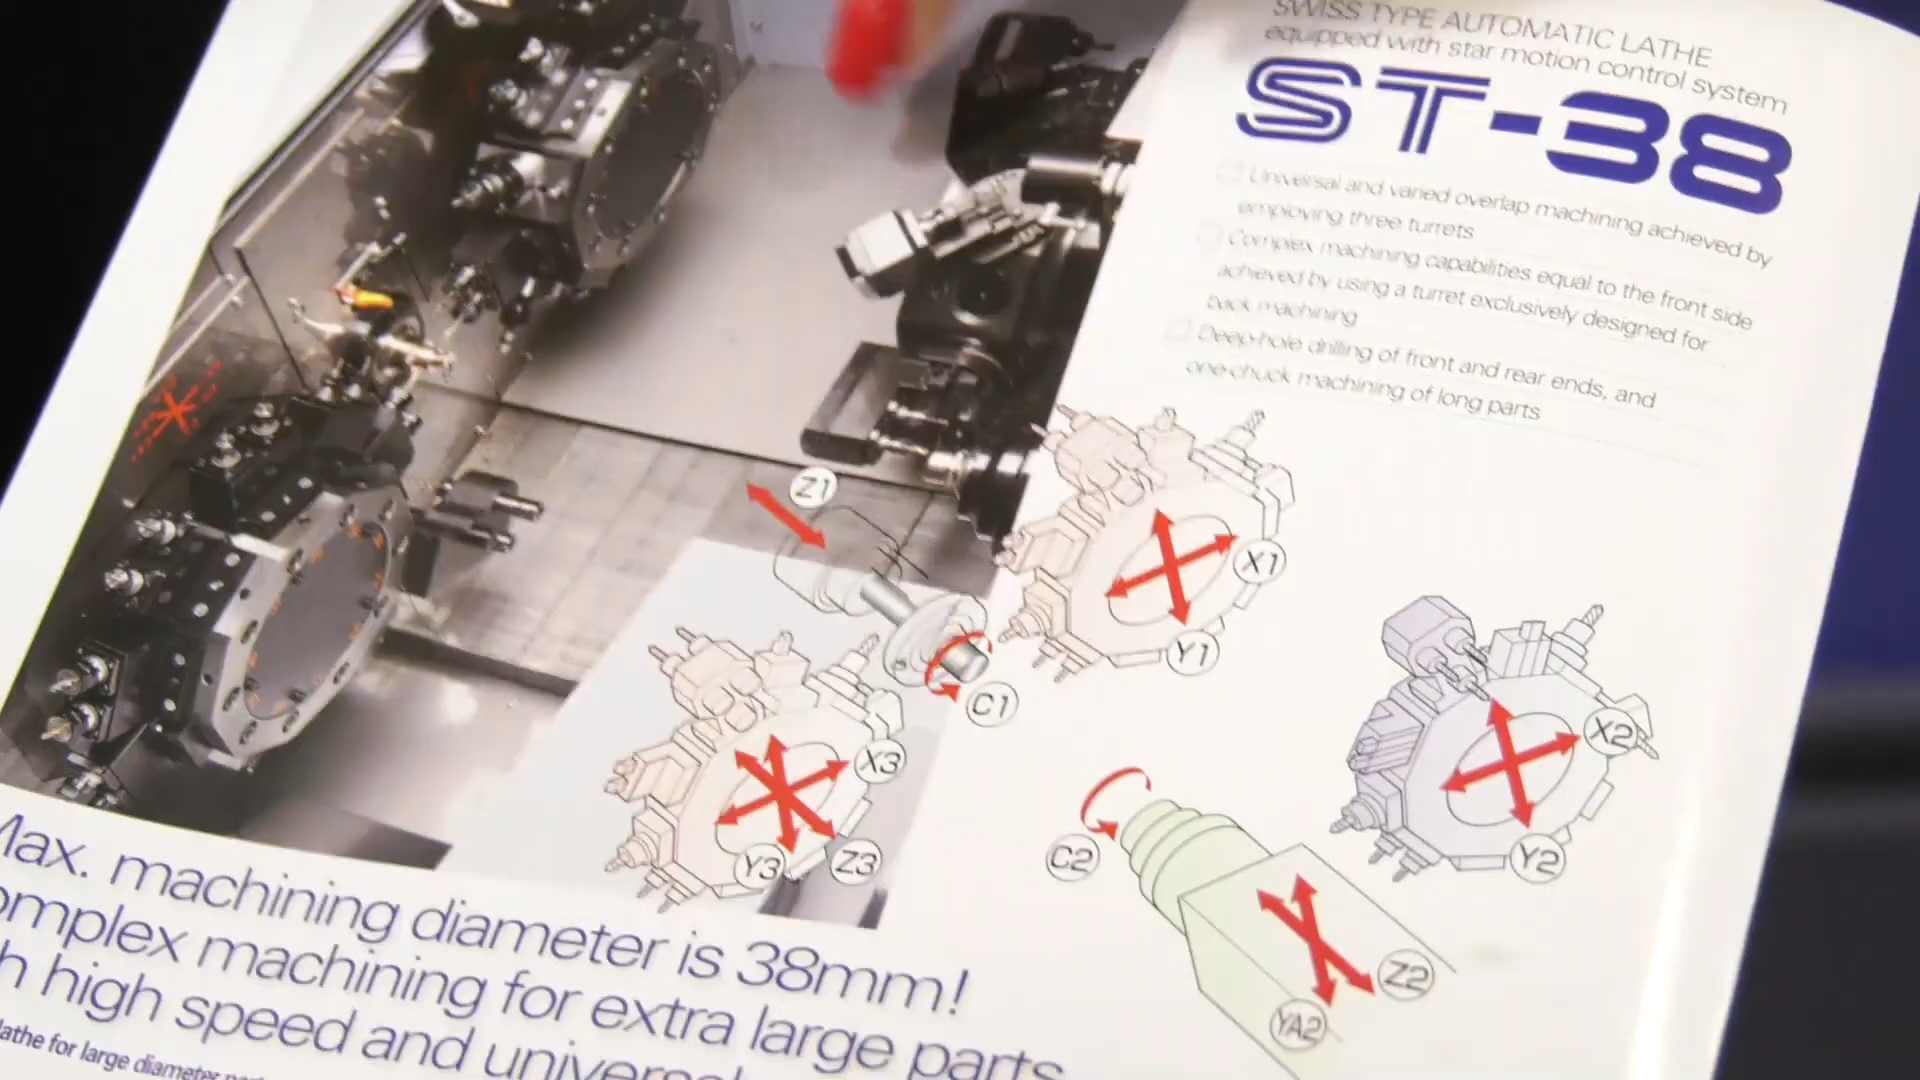 SWISS TYPE AUTOMATIC LATHE
equipped with star motion control system
ST-38
Universal and varied overlap machining achieved by
employing three turrets
Complex machining capabilities equal to the front side
achieved by using a turret exclusively designed for
back machining
Deep-hole drilling of front and rear ends, and
one-chuck machining of long parts
Z1
X1
Y1
C1
X3
Y3
Z3
X2
Y2
C2
Z2
YA2
Max. machining diameter is 38mm!
omplex machining for extra large parts
h high speed and universal
lathe for large diameter